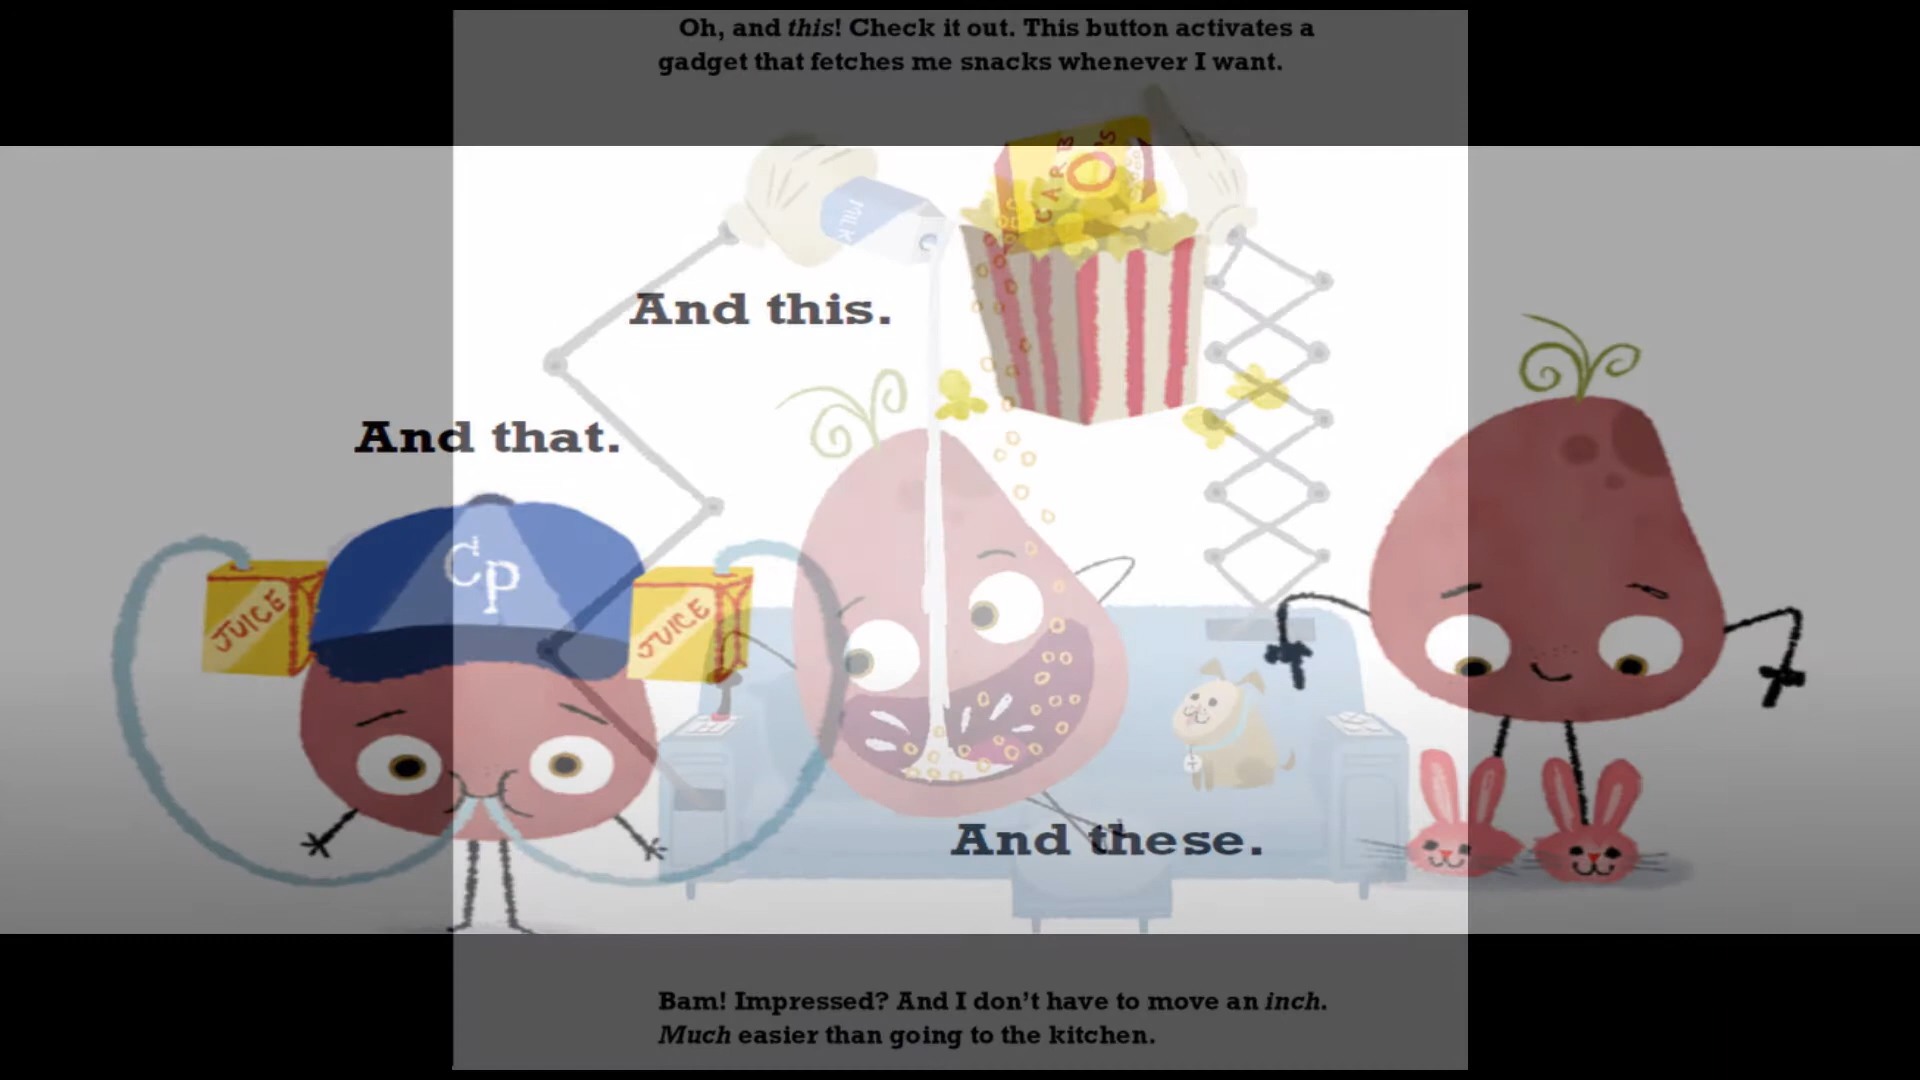 Oh, and this! Check it out. This button activates a
gadget that fetches me snacks whenever I want.
CARB
OS
MILK
And this.
And that.
CP
JUICE
JUICE
And these.
Bam! Impressed? And I don't have to move an inch.
Much easier than going to the kitchen.